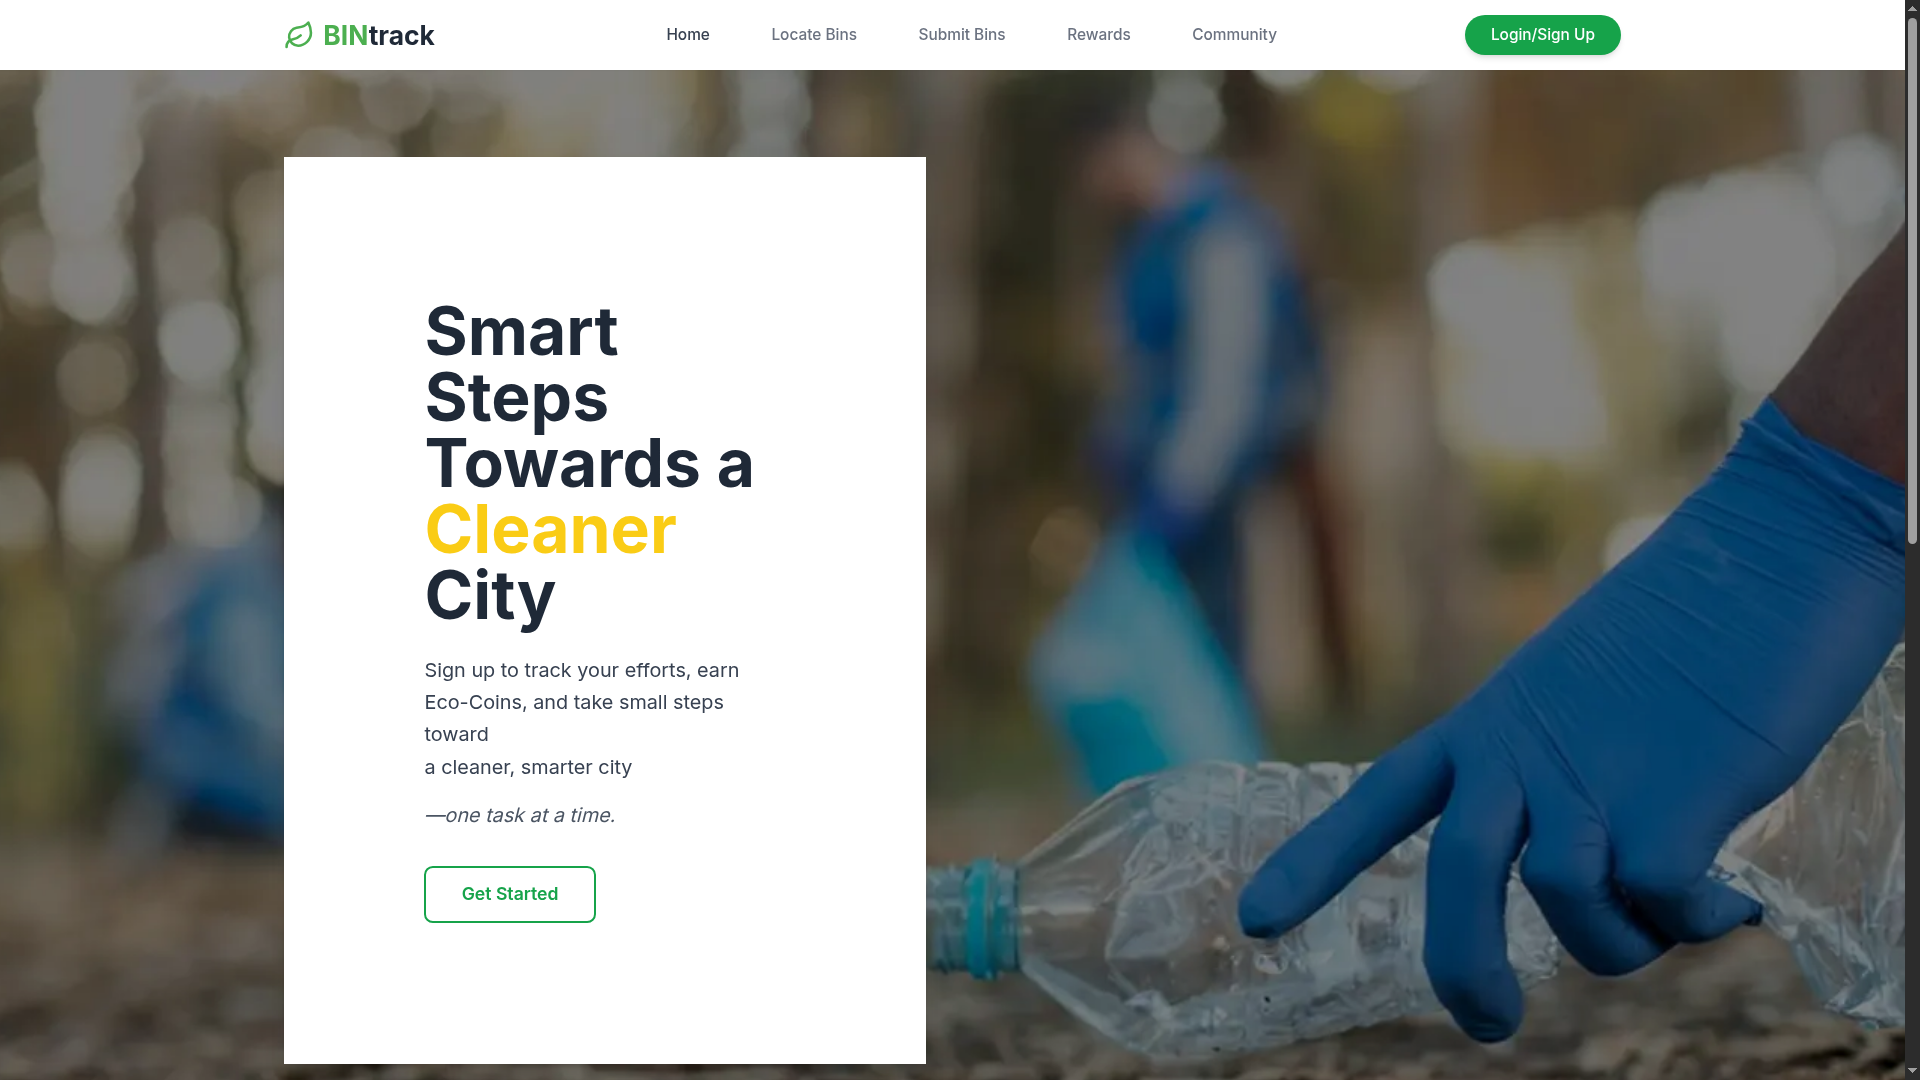 BINtrack
Home
Locate Bins
Submit Bins
Rewards
Community
Login/Sign Up
Smart
Steps
Towards a
Cleaner
City
Sign up to track your efforts, earn
Eco-Coins, and take small steps
toward
a cleaner, smarter city
—one task at a time.
Get Started